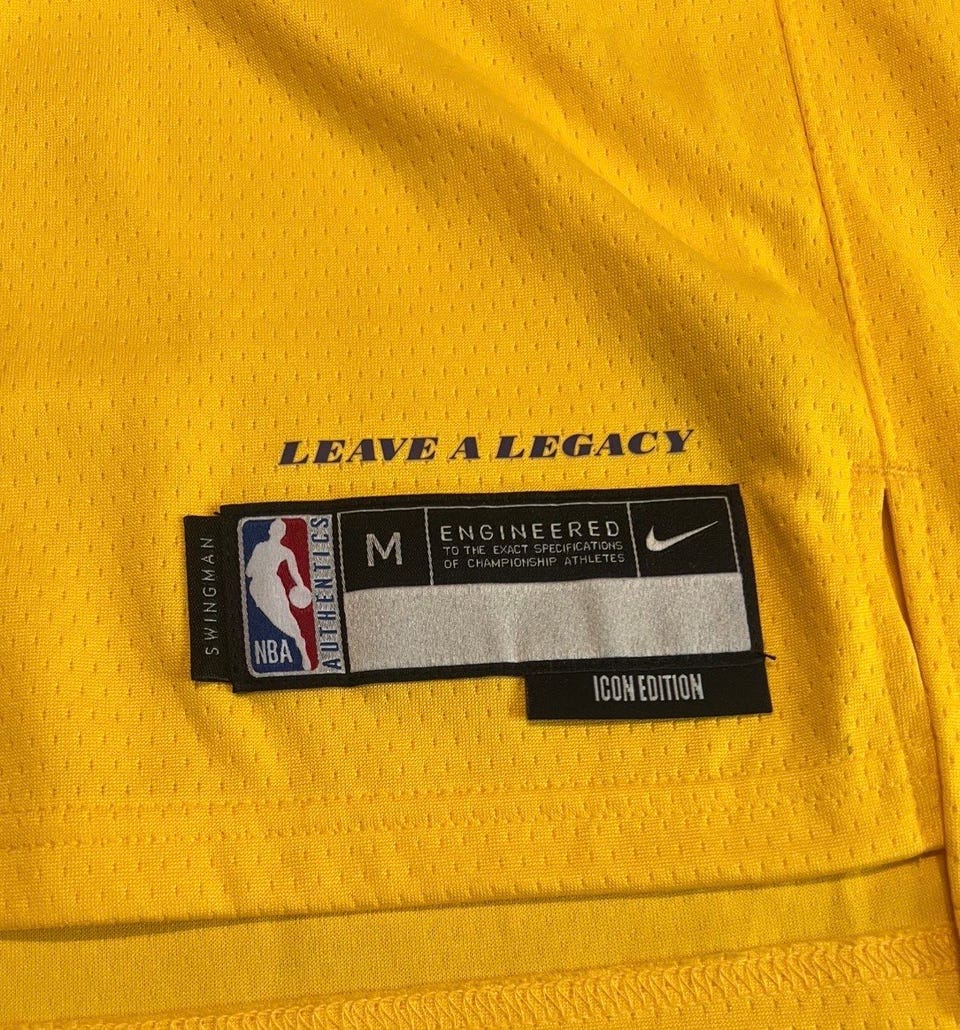 LEAVE A LEGACY
SWINGMAN
NBA
AUTHENTICS
M
ENGINEERED
TO THE EXACT SPECIFICATIONS
OF CHAMPIONSHIP ATHLETES
ICON EDITION